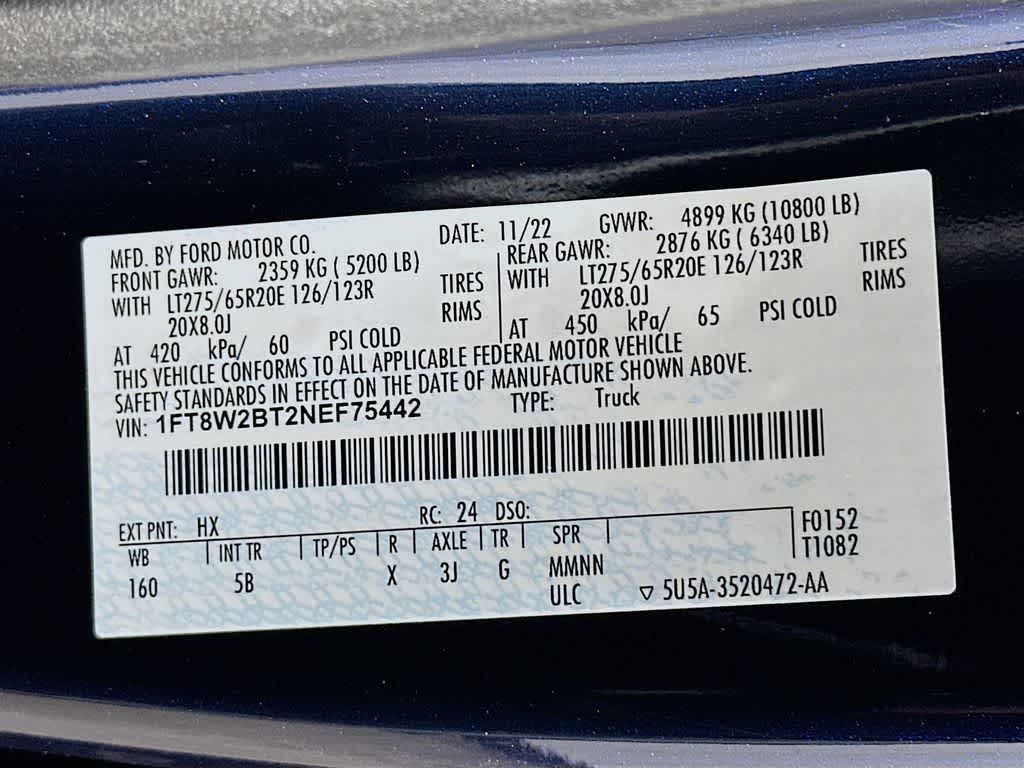 MFD. BY FORD MOTOR CO. DATE: 11/22 GVWR: 4899 KG (10800 LB)
FRONT GAWR: 2359 KG ( 5200 LB) REAR GAWR: 2876 KG ( 6340 LB)
WITH LT275/65R20E 126/123R TIRES WITH LT275/65R20E 126/123R TIRES
20X8.0J RIMS 20X8.0J RIMS
AT 420 kPa/ 60 PSI COLD AT 450 kPa/ 65 PSI COLD
THIS VEHICLE CONFORMS TO ALL APPLICABLE FEDERAL MOTOR VEHICLE
SAFETY STANDARDS IN EFFECT ON THE DATE OF MANUFACTURE SHOWN ABOVE.
VIN: 1FT8W2BT2NEF75442 TYPE: Truck
EXT PNT: HX RC: 24 DSO: F0152
WB INT TR TP/PS R AXLE TR SPR T1082
160 5B X 3J G MMNN
ULC ▽ 5U5A-3520472-AA